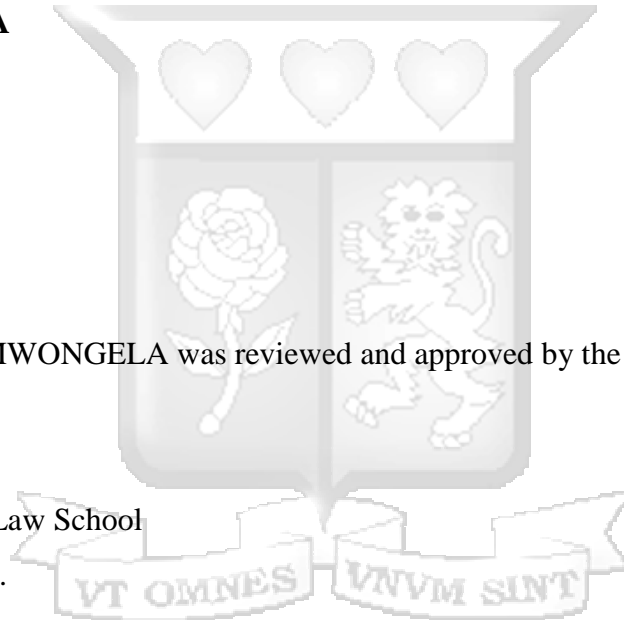 A
IWONGELA was reviewed and approved by the
Law School
.
VT OMNES VNVM SINT